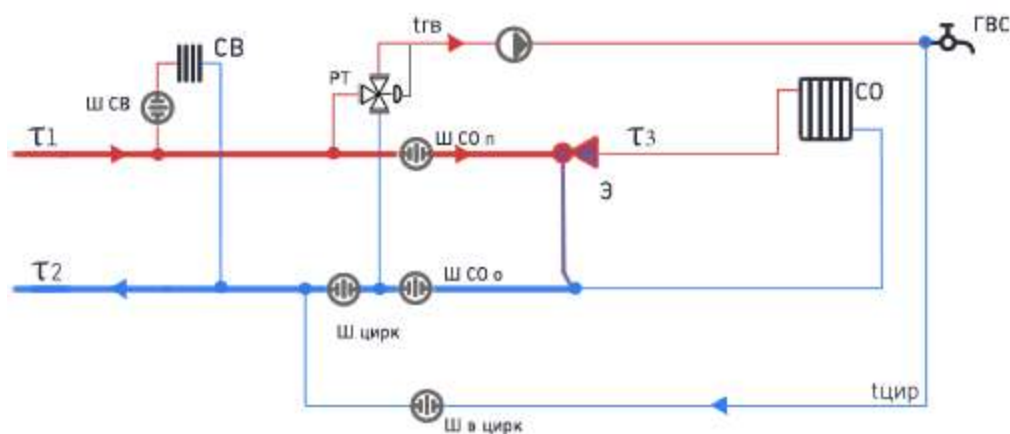 tгв
ГВС
СВ
РТ
Ш СВ
СО
τ1
Ш СО п
τ3
Э
τ2
Ш СО о
Ш цирк
tцир
Ш в цирк